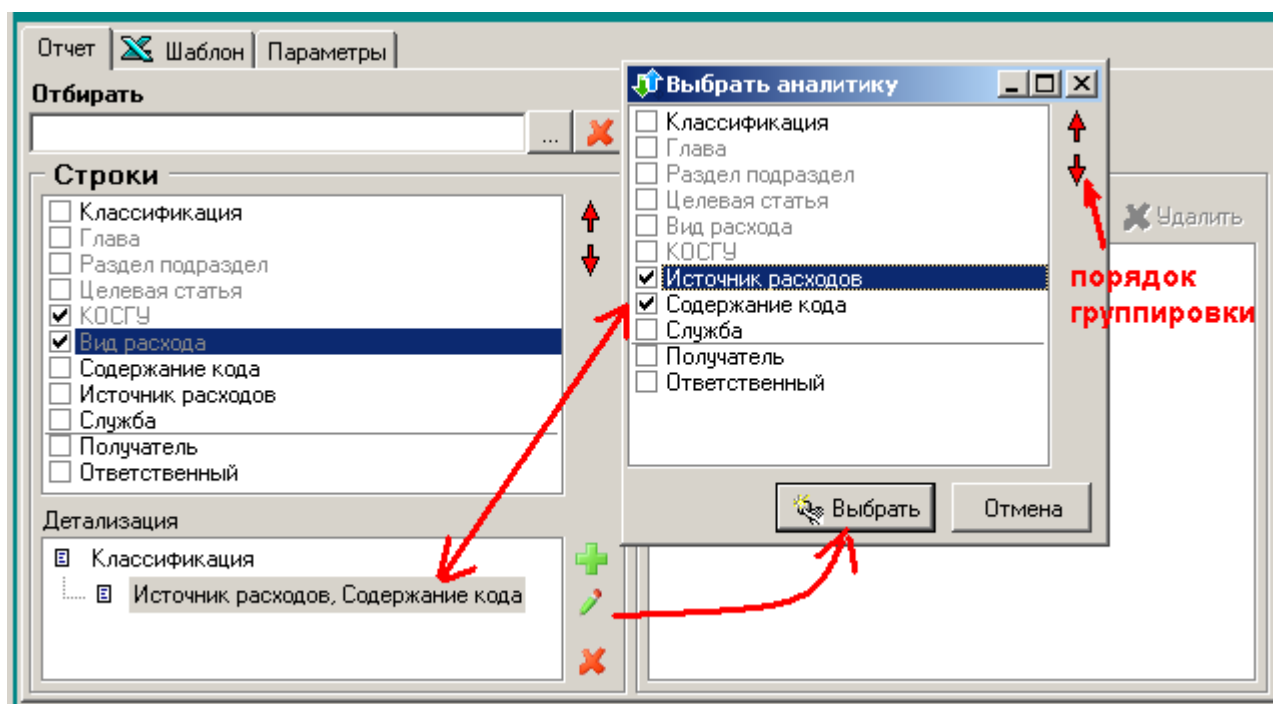 Отчет
Шаблон
Параметры
Отбирать
...
Строки
Классификация
Глава
Раздел подраздел
Целевая статья
КОСГУ
Вид расхода
Содержание кода
Источник расходов
Служба
Получатель
Ответственный
Детализация
Классификация
Источник расходов, Содержание кода
Выбрать аналитику
Классификация
Глава
Раздел подраздел
Целевая статья
Вид расхода
КОСГУ
Источник расходов
Содержание кода
Служба
Получатель
Ответственный
Выбрать
Отмена
Удалить
порядок
группировки